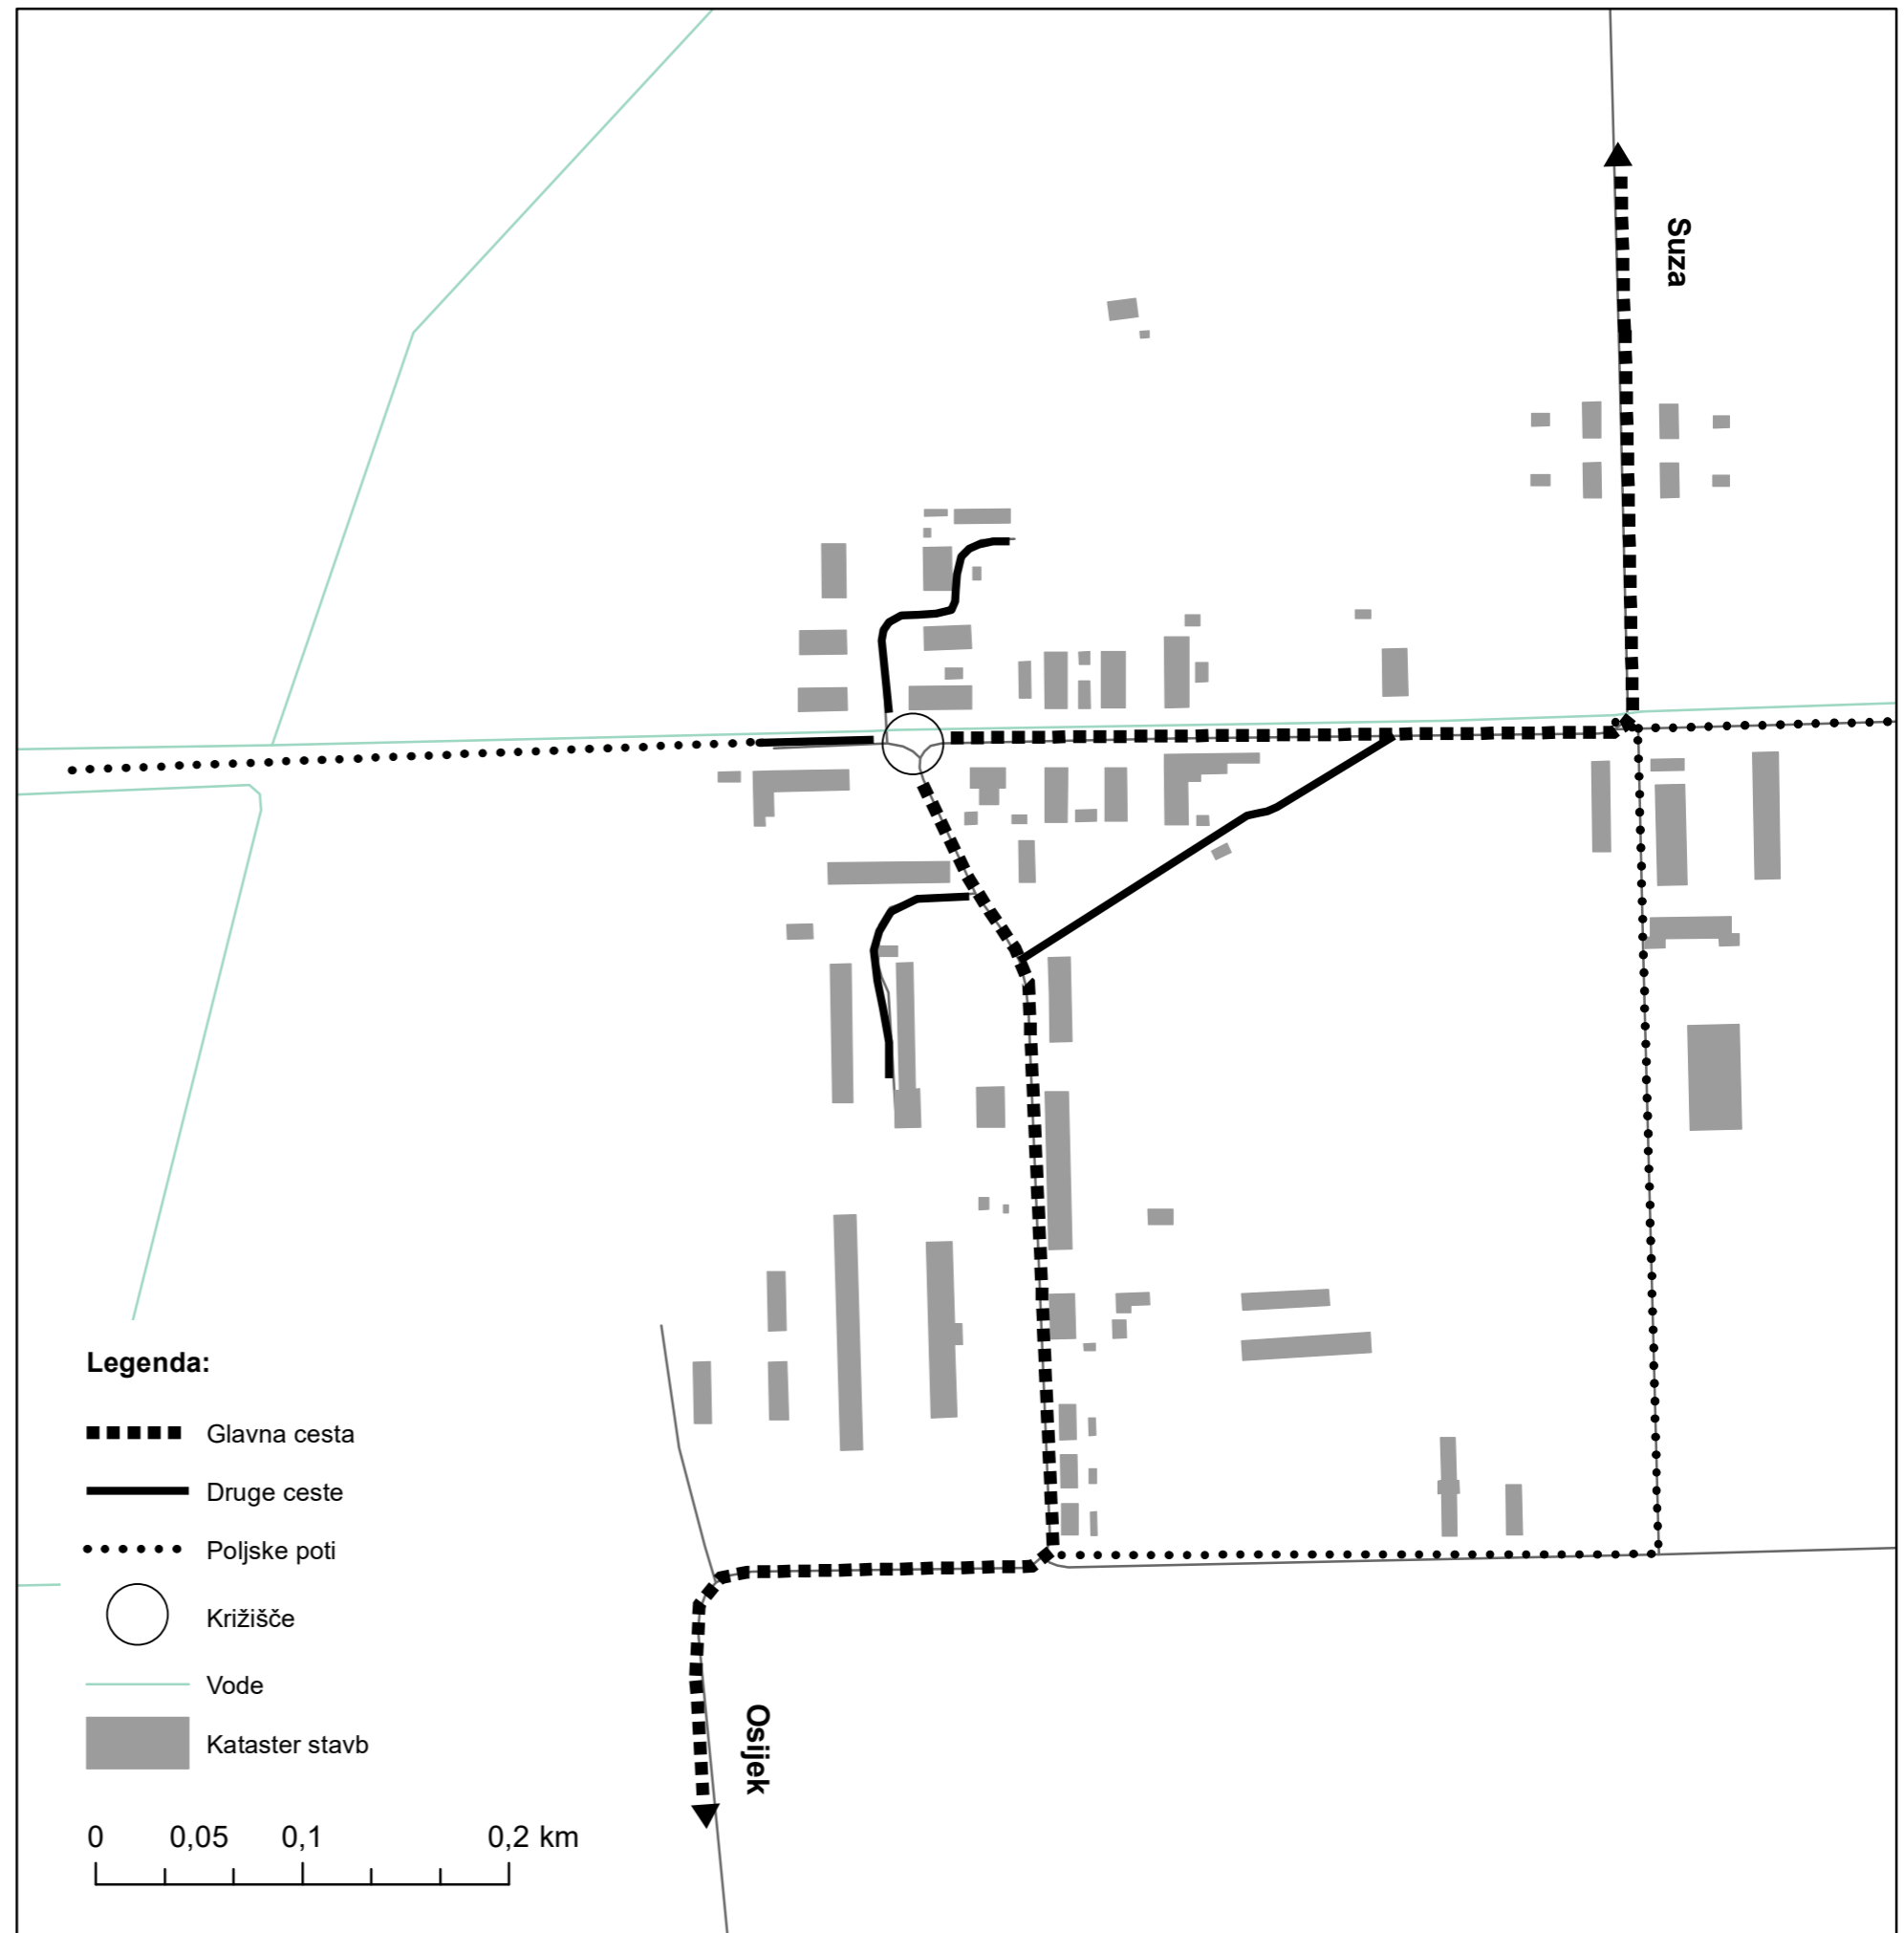 Suza
Legenda:
Glavna cesta
Druge ceste
Poljske poti
Križišče
Vode
Kataster stavb
Osijek
0 0,05 0,1 0,2 km